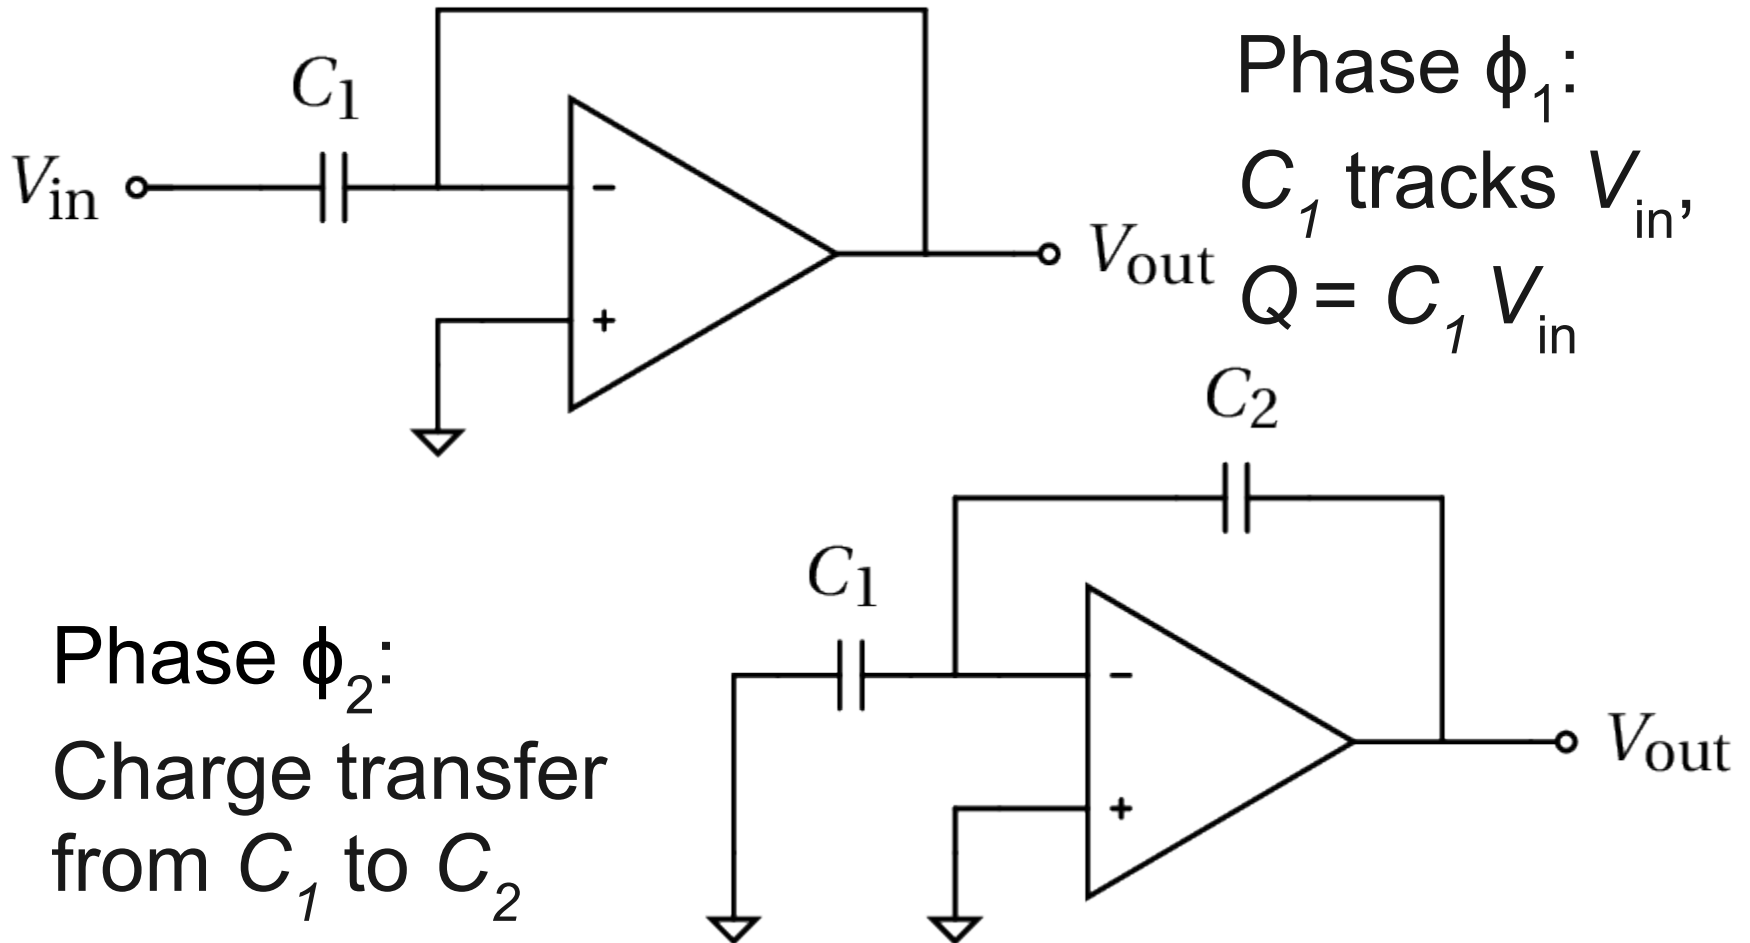 C₁
Vin
−
+
Vout
Phase ϕ₁:
C₁ tracks Vin,
Q = C₁ Vin
C₂
C₁
−
+
Vout
Phase ϕ₂:
Charge transfer
from C₁ to C₂